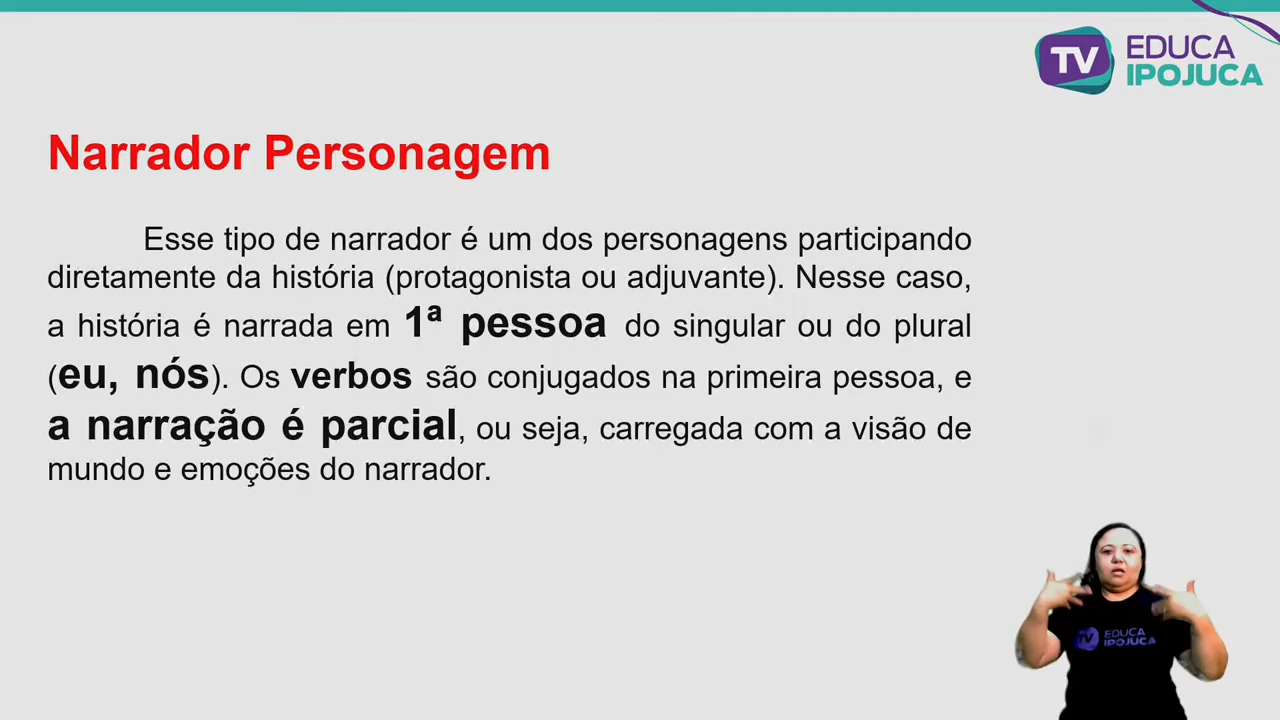 TV EDUCA
IPOJUCA
Narrador Personagem
Esse tipo de narrador é um dos personagens participando
diretamente da história (protagonista ou adjuvante). Nesse caso,
a história é narrada em 1ª pessoa do singular ou do plural
(eu, nós). Os verbos são conjugados na primeira pessoa, e
a narração é parcial, ou seja, carregada com a visão de
mundo e emoções do narrador.
TV EDUCA
IPOJUCA